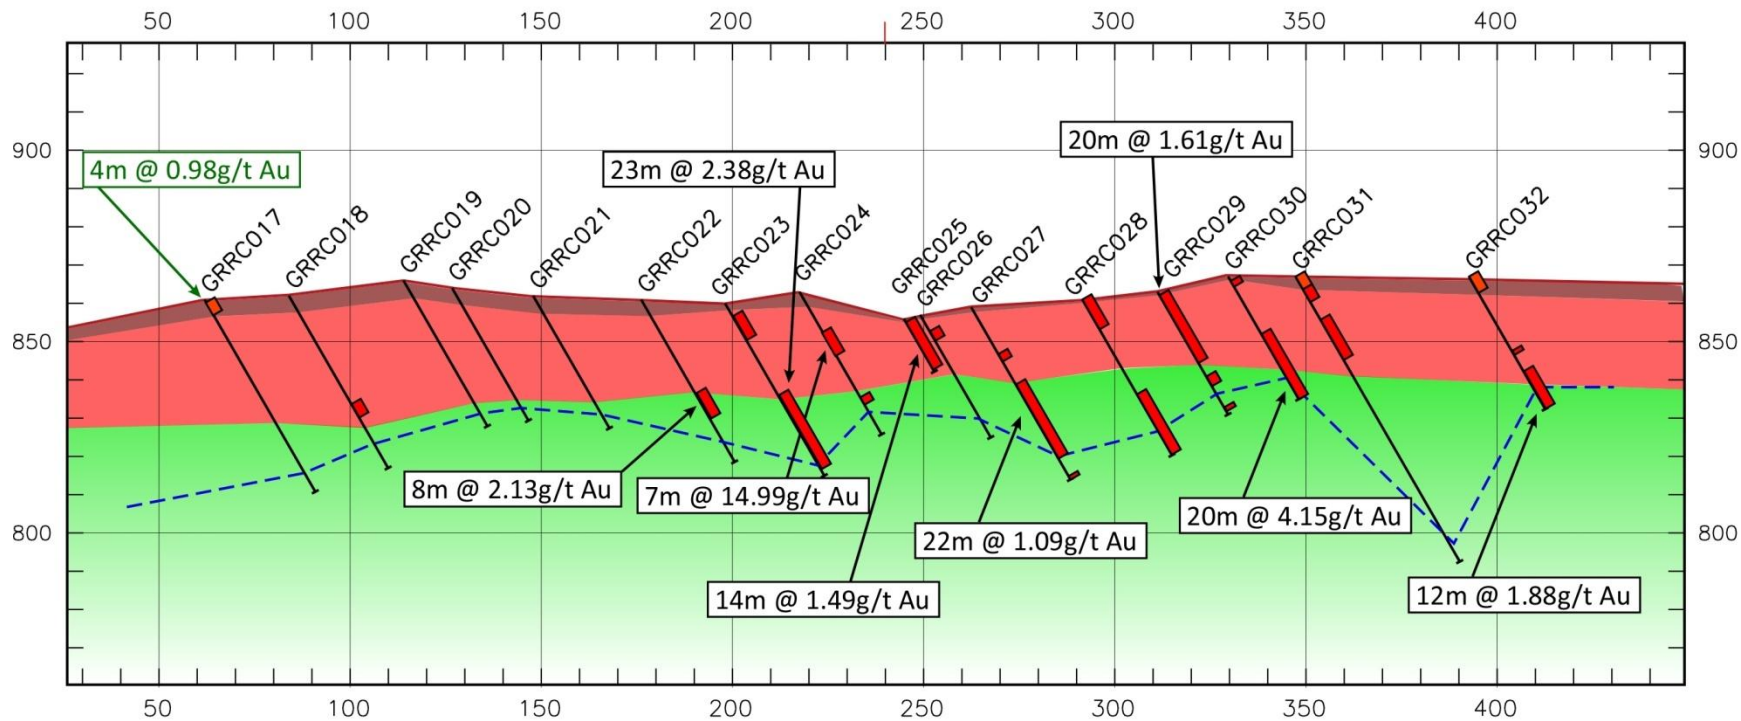 50 100 150 200 250 300 350 400
900 900
20m @ 1.61g/t Au
4m @ 0.98g/t Au
23m @ 2.38g/t Au
GRRC017
GRRC018
GRRC019
GRRC020
GRRC021
GRRC022
GRRC023
GRRC024
GRRC025
GRRC026
GRRC027
GRRC028
GRRC029
GRRC030
GRRC031
GRRC032
850 850
8m @ 2.13g/t Au
7m @ 14.99g/t Au
20m @ 4.15g/t Au
800 800
22m @ 1.09g/t Au
14m @ 1.49g/t Au
12m @ 1.88g/t Au
50 100 150 200 250 300 350 400